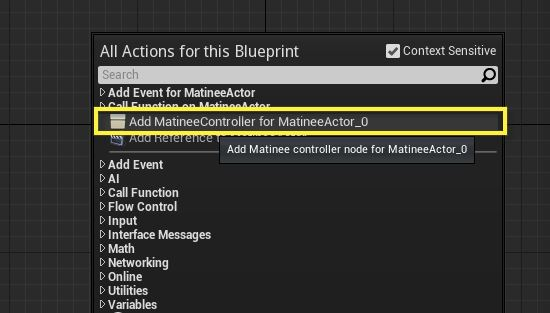 All Actions for this Blueprint
Context Sensitive
Search
Add Event for MatineeActor
Call Function on MatineeActor
Add MatineeController for MatineeActor_0
Add Reference to
Add Matinee controller node for MatineeActor_0
Add Event
AI
Call Function
Flow Control
Input
Interface Messages
Math
Networking
Online
Utilities
Variables